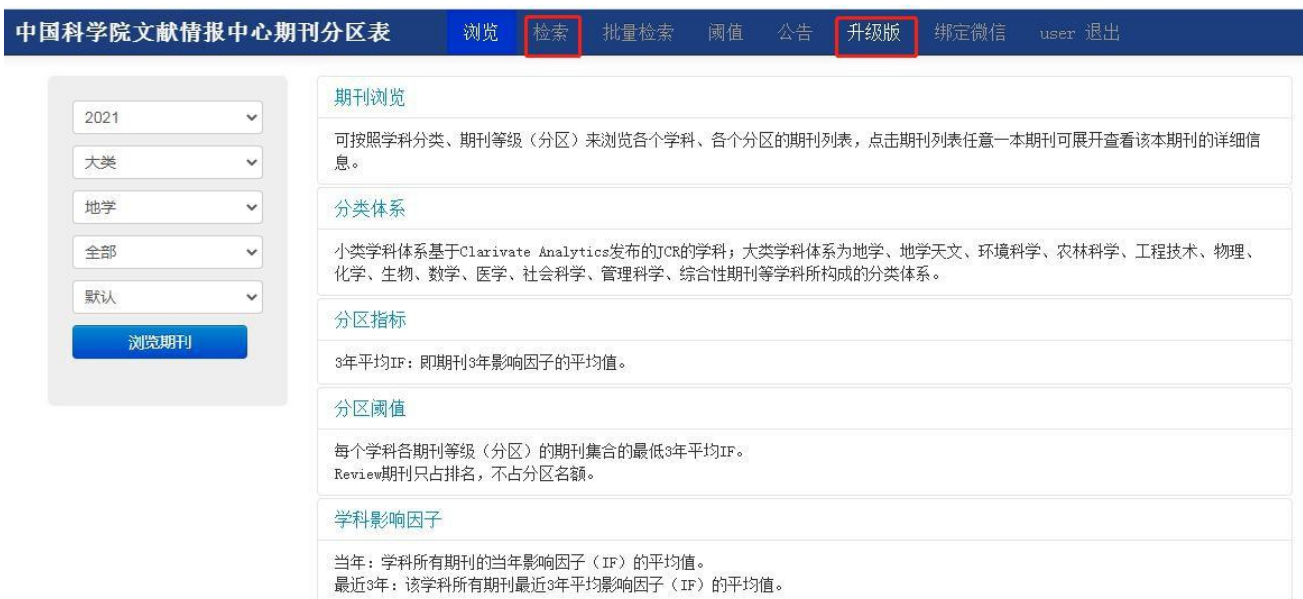 中国科学院文献情报中心期刊分区表 浏览 检索 批量检索 阈值 公告 升级版 绑定微信 user 退出
2021
大类
地学
全部
默认
浏览期刊
期刊浏览
可按照学科分类、期刊等级（分区）来浏览各个学科、各个分区的期刊列表，点击期刊列表任意一本期刊可展开查看该本期刊的详细信
息。
分类体系
小类学科体系基于Clarivate Analytics发布的JCR的学科；大类学科体系为地学、地学天文、环境科学、农林科学、工程技术、物理、
化学、生物、数学、医学、社会科学、管理科学、综合性期刊等学科所构成的分类体系。
分区指标
3年平均IF：即期刊3年影响因子的平均值。
分区阈值
每个学科各期刊等级（分区）的期刊集合的最低3年平均IF。
Review期刊只占排名，不占分区名额。
学科影响因子
当年：学科所有期刊的当年影响因子（IF）的平均值。
最近3年：该学科所有期刊最近3年平均影响因子（IF）的平均值。